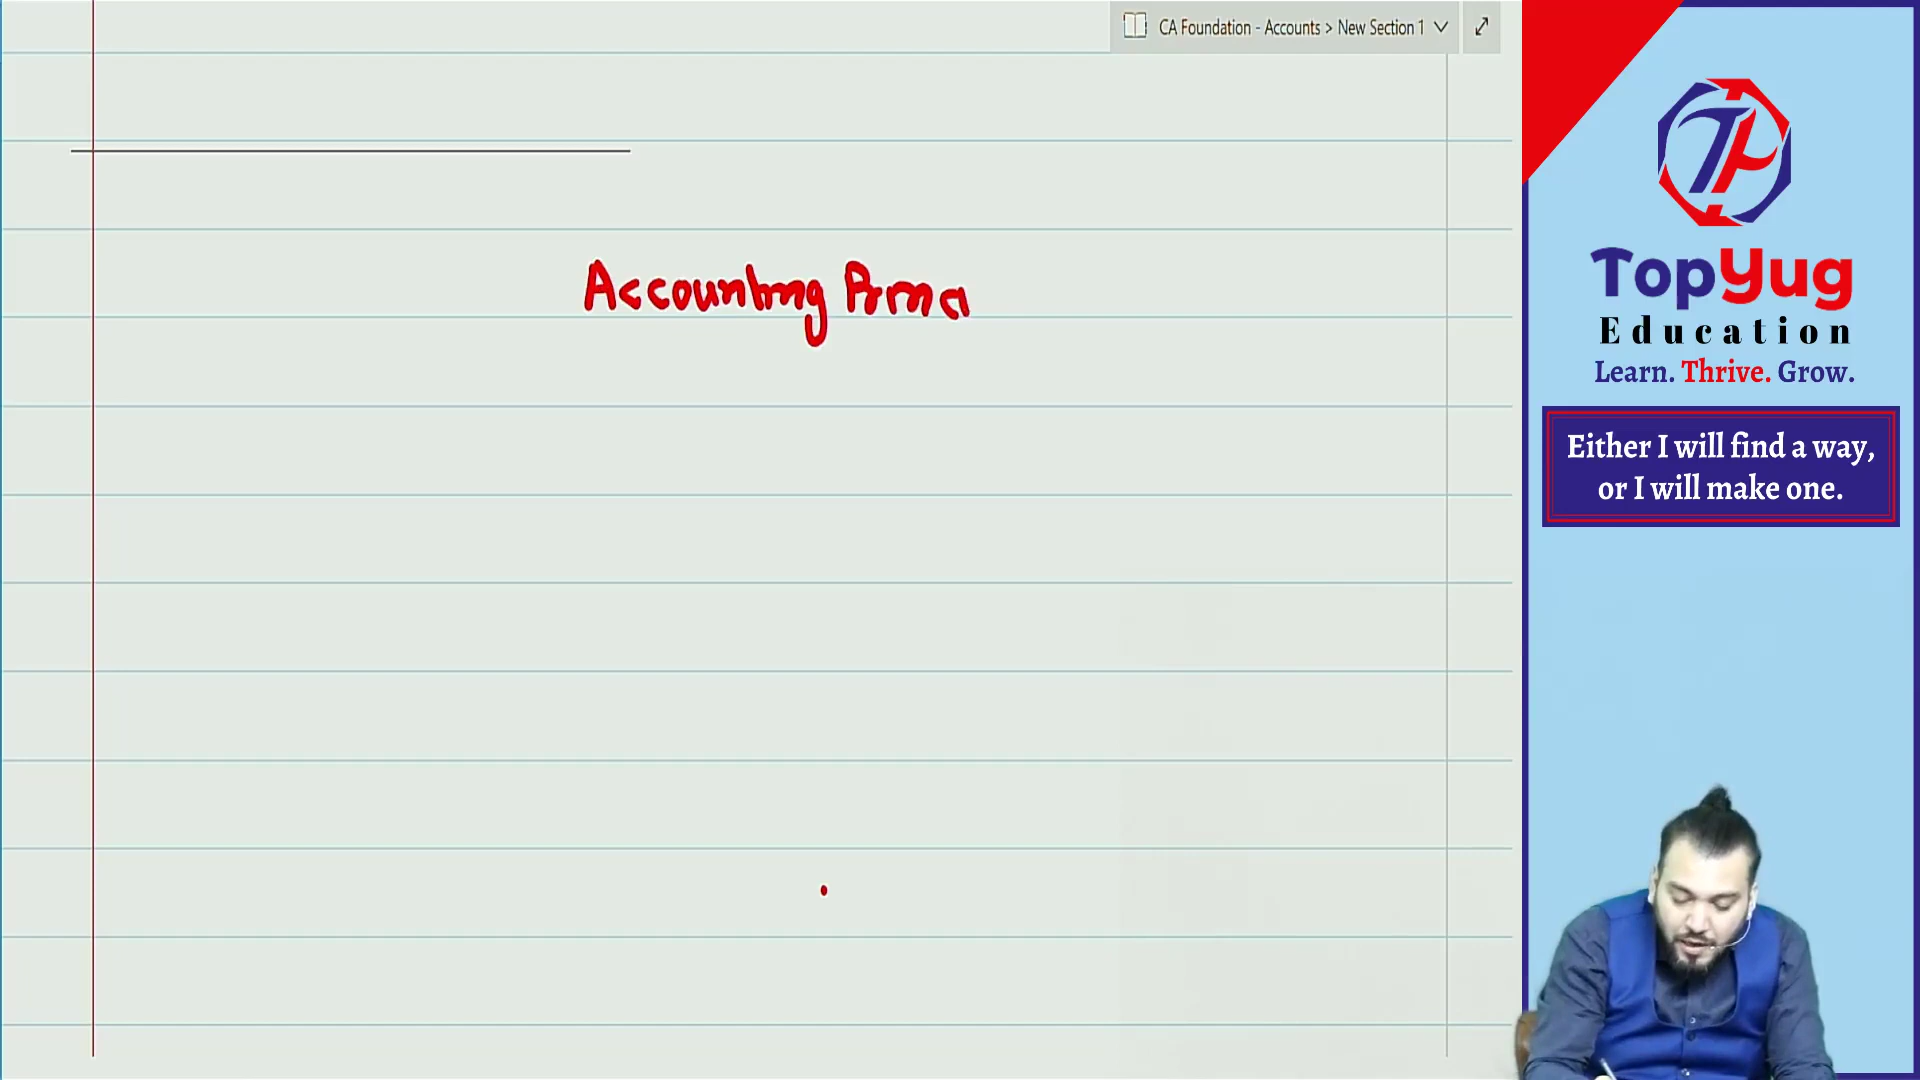 CA Foundation - Accounts > New Section 1
Accounting
TopYug
Education
Learn. Thrive. Grow.
Either I will find a way,
or I will make one.